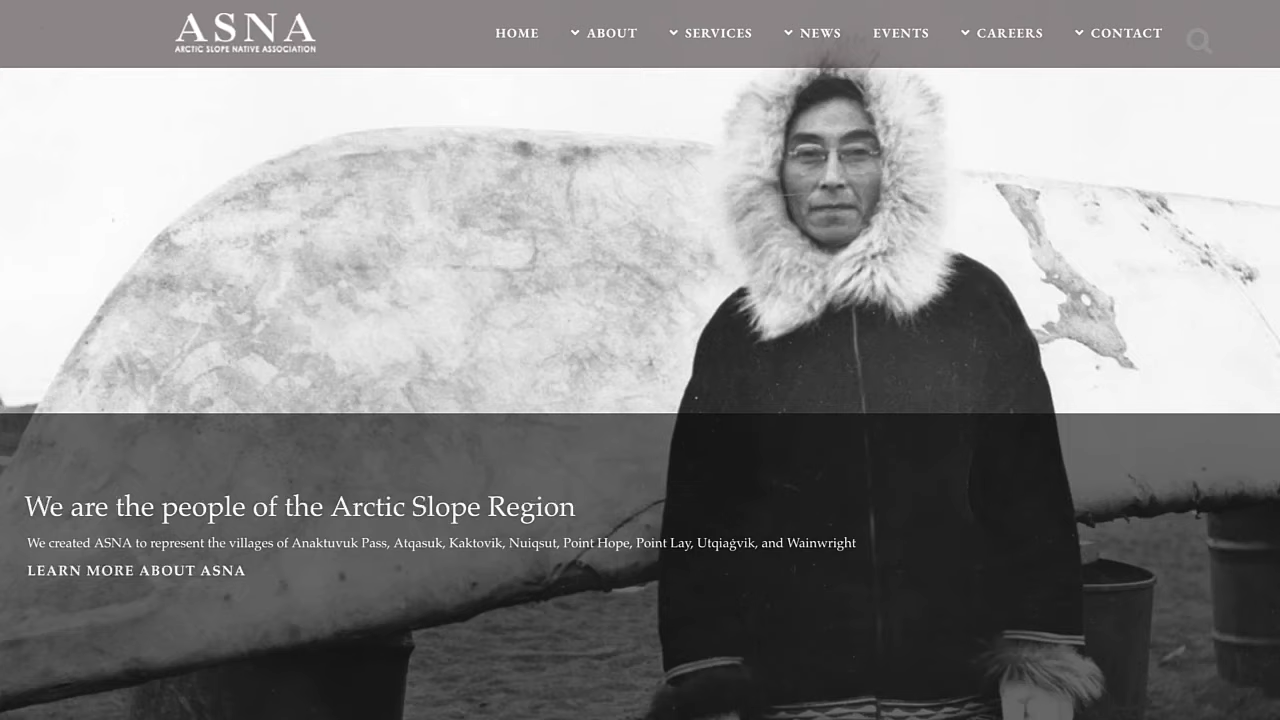 ASNA
ARCTIC SLOPE NATIVE ASSOCIATION
HOME ABOUT SERVICES NEWS EVENTS CAREERS CONTACT
We are the people of the Arctic Slope Region
We created ASNA to represent the villages of Anaktuvuk Pass, Atqasuk, Kaktovik, Nuiqsut, Point Hope, Point Lay, Utqiaġvik, and Wainwright
LEARN MORE ABOUT ASNA